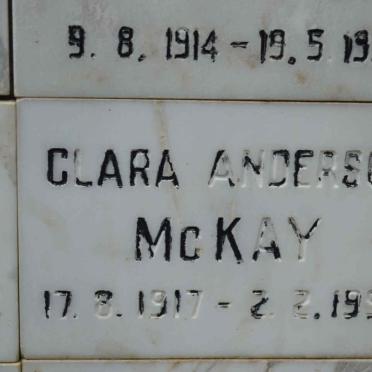 9. 8. 1914 – 19. 5
CLARA
McKAY
17. 8. 1917 – 2. 2.